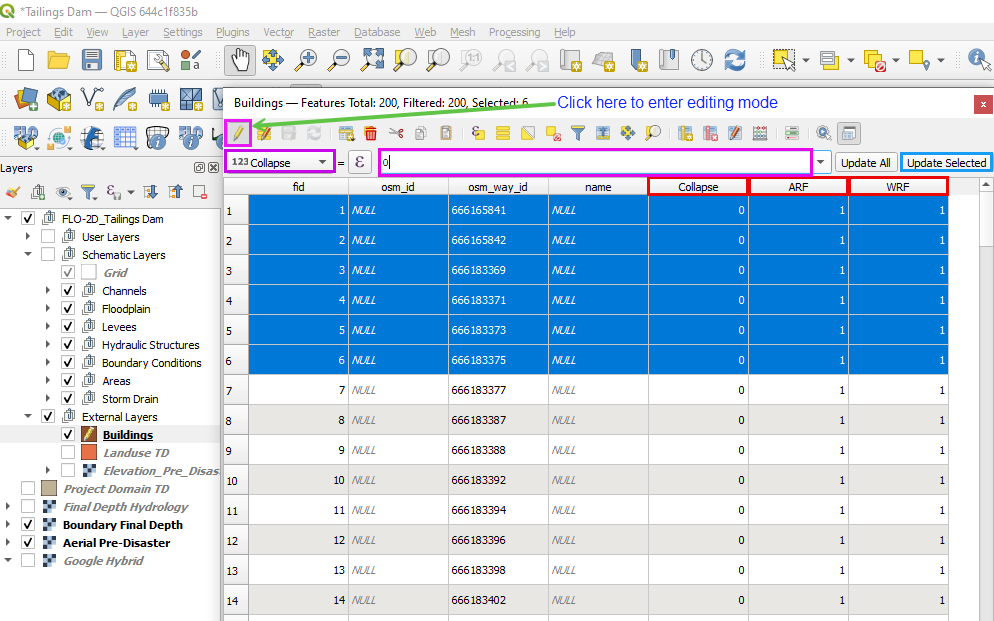 *Tailings Dam — QGIS 644c1f835b
Project Edit View Layer Settings Plugins Vector Raster Database Web Mesh Processing Help
1:1
Buildings — Features Total: 200, Filtered: 200, Selected: 6
Click here to enter editing mode
123 Collapse = ε 0 Update All Update Selected
Layers
FLO-2D_Tailings Dam
User Layers
Schematic Layers
Grid
Channels
Floodplain
Levees
Hydraulic Structures
Boundary Conditions
Areas
Storm Drain
External Layers
Buildings
Landuse TD
Elevation_Pre_Disas
Project Domain TD
Final Depth Hydrology
Boundary Final Depth
Aerial Pre-Disaster
Google Hybrid
fid osm_id osm_way_id name Collapse ARF WRF
1 1 NULL 666165841 NULL 0 1 1
2 2 NULL 666165842 NULL 0 1 1
3 3 NULL 666183369 NULL 0 1 1
4 4 NULL 666183371 NULL 0 1 1
5 5 NULL 666183373 NULL 0 1 1
6 6 NULL 666183375 NULL 0 1 1
7 7 NULL 666183377 NULL 0 1 1
8 8 NULL 666183387 NULL 0 1 1
9 9 NULL 666183388 NULL 0 1 1
10 10 NULL 666183392 NULL 0 1 1
11 11 NULL 666183394 NULL 0 1 1
12 12 NULL 666183396 NULL 0 1 1
13 13 NULL 666183398 NULL 0 1 1
14 14 NULL 666183402 NULL 0 1 1